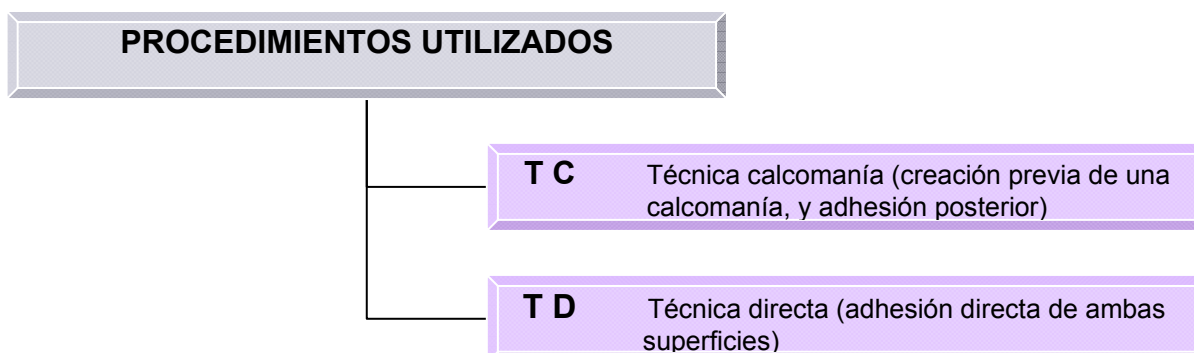 PROCEDIMIENTOS UTILIZADOS
T C Técnica calcomanía (creación previa de una
calcomanía, y adhesión posterior)
T D Técnica directa (adhesión directa de ambas
superficies)